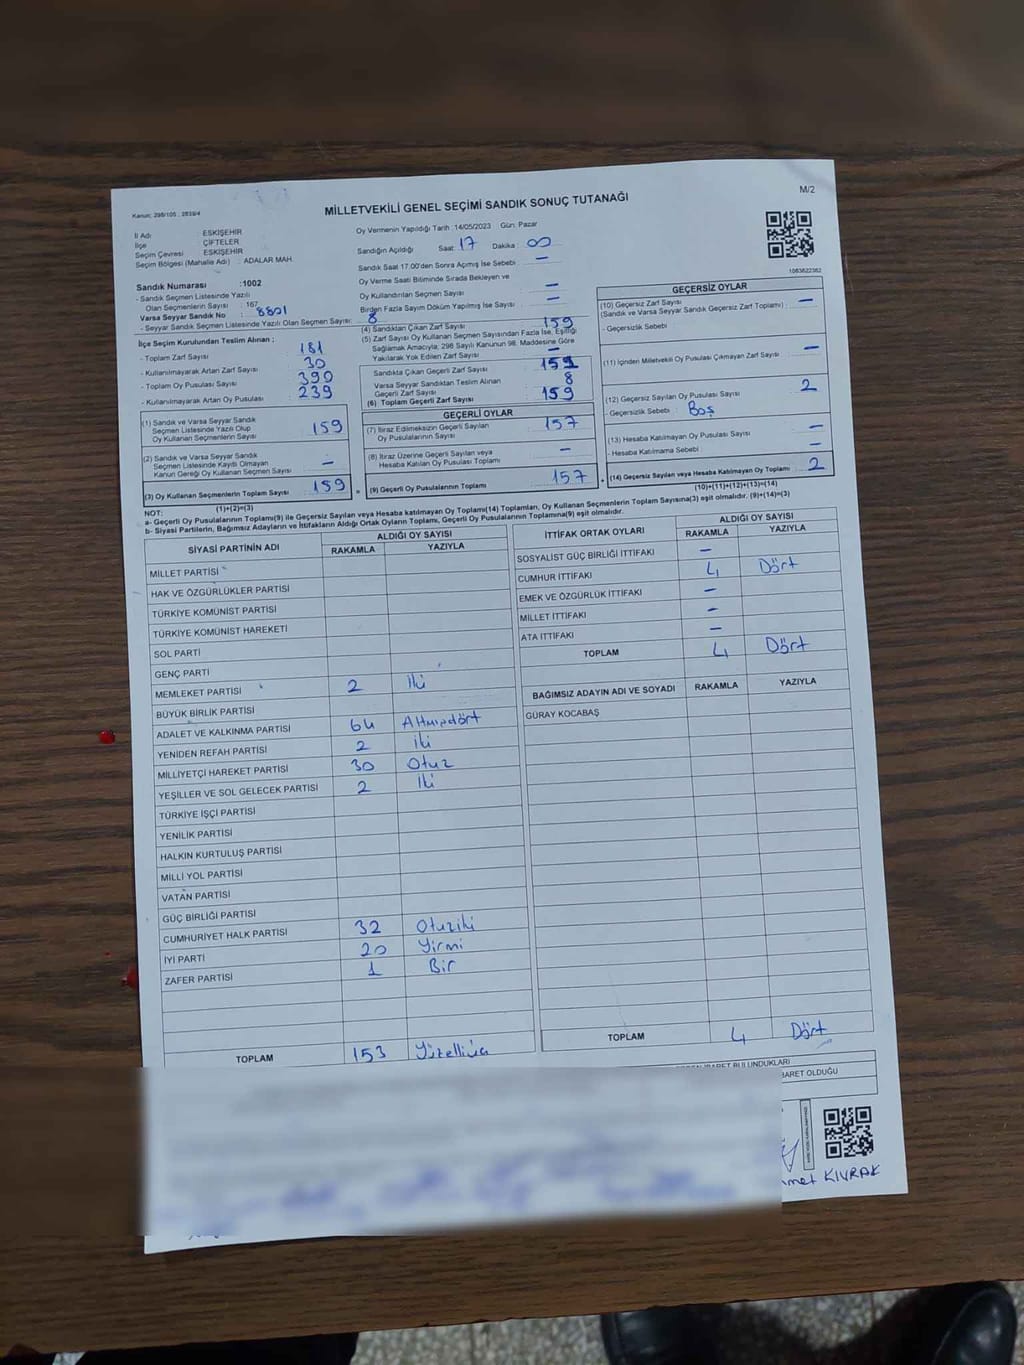 M/2
Kanun: 298/105 ; 2839/4
MİLLETVEKİLİ GENEL SEÇİMİ SANDIK SONUÇ TUTANAĞI
İl Adı : ESKİŞEHİR
İlçe : ÇİFTELER
Seçim Çevresi : ESKİŞEHİR
Seçim Bölgesi (Mahalle Adı) : ADALAR MAH.
Oy Vermenin Yapıldığı Tarih :14/05/2023 Gün: Pazar
Sandığın Açıldığı Saat: 17 Dakika : 00
Sandık Saat 17.00'den Sonra Açımış İse Sebebi : –
Oy Verme Saati Bitiminde Sırada Bekleyen ve
Oy Kullandırılan Seçmen Sayısı : –
Birden Fazla Sayım Döküm Yapılmış İse Sayısı : –
1083622362
Sandık Numarası :1002
- Sandık Seçmen Listesinde Yazılı
Olan Seçmenlerin Sayısı : 167
Varsa Seyyar Sandık No : 8801
- Seyyar Sandık Seçmen Listesinde Yazılı Olan Seçmen Sayısı: 8
İlçe Seçim Kurulundan Teslim Alınan ;
- Toplam Zarf Sayısı : 181
- Kullanılmayarak Artan Zarf Sayısı : 30
- Toplam Oy Pusulası Sayısı : 390
- Kullanılmayarak Artan Oy Pusulası : 239
(4) Sandıktan Çıkan Zarf Sayısı : 159
(5) Zarf Sayısı Oy Kullanan Seçmen Sayısından Fazla İse, Eşitliği
Sağlamak Amacıyla; 298 Sayılı Kanunun 98. Maddesine Göre
Yakılarak Yok Edilen Zarf Sayısı : –
Sandıkta Çıkan Geçerli Zarf Sayısı : 151
Varsa Seyyar Sandıktan Teslim Alınan
Geçerli Zarf Sayısı : 8
(6) Toplam Geçerli Zarf Sayısı : 159
GEÇERSİZ OYLAR
(10) Geçersiz Zarf Sayısı : –
(Sandık ve Varsa Seyyar Sandık Geçersiz Zarf Toplamı)
- Geçersizlik Sebebi :
(11) İçinden Milletvekili Oy Pusulası Çıkmayan Zarf Sayısı : –
(12) Geçersiz Sayılan Oy Pusulası Sayısı : 2
- Geçersizlik Sebebi : Boş
(13) Hesaba Katılmayan Oy Pusulası Sayısı : –
- Hesaba Katılmama Sebebi : –
(14) Geçersiz Sayılan veya Hesaba Katılmayan Oy Toplamı : 2
(10)+(11)+(12)+(13)=(14)
(1) Sandık ve Varsa Seyyar Sandık
Seçmen Listesinde Yazılı Olup
Oy Kullanan Seçmenlerin Sayısı : 159
(2) Sandık ve Varsa Seyyar Sandık
Seçmen Listesinde Kaydı Olmayan
Kanun Gereği Oy Kullanan Seçmen Sayısı : –
(3) Oy Kullanan Seçmenlerin Toplam Sayısı : 159
(1)+(2)=(3)
GEÇERLİ OYLAR
(7) İtiraz Edilmeksizin Geçerli Sayılan
Oy Pusulalarının Sayısı : 157
(8) İtiraz Üzerine Geçerli Sayılan veya
Hesaba Katılan Oy Pusulası Toplamı : –
(9) Geçerli Oy Pusulalarının Toplamı : 157
NOT:
a- Geçerli Oy Pusulalarının Toplamı(9) ile Geçersiz Sayılan veya Hesaba katılmayan Oy Toplamı(14) Toplamları, Oy Kullanan Seçmenlerin Toplam Sayısına(3) eşit olmalıdır. (9)+(14)=(3)
b- Siyasi Partilerin, Bağımsız Adayların ve İttifakların Aldığı Ortak Oyların Toplamı, Geçerli Oy Pusulalarının Toplamına(9) eşit olmalıdır.
SİYASİ PARTİNİN ADI ALDIĞI OY SAYISI
RAKAMLA YAZIYLA
MİLLET PARTİSİ
HAK VE ÖZGÜRLÜKLER PARTİSİ
TÜRKİYE KOMÜNİST PARTİSİ
TÜRKİYE KOMÜNİST HAREKETİ
SOL PARTİ
GENÇ PARTİ
MEMLEKET PARTİSİ 2 İki
BÜYÜK BİRLİK PARTİSİ
ADALET VE KALKINMA PARTİSİ 64 Altmışdört
YENİDEN REFAH PARTİSİ 2 iki
MİLLİYETÇİ HAREKET PARTİSİ 30 Otuz
YEŞİLLER VE SOL GELECEK PARTİSİ 2 İki
TÜRKİYE İŞÇİ PARTİSİ
YENİLİK PARTİSİ
HALKIN KURTULUŞ PARTİSİ
MİLLİ YOL PARTİSİ
VATAN PARTİSİ
GÜÇ BİRLİĞİ PARTİSİ
CUMHURİYET HALK PARTİSİ 32 Otuziki
İYİ PARTİ 20 Yirmi
ZAFER PARTİSİ 1 Bir
TOPLAM 153 Yüzelliüç
İTTİFAK ORTAK OYLARI ALDIĞI OY SAYISI
RAKAMLA YAZIYLA
SOSYALİST GÜÇ BİRLİĞİ İTTİFAKI –
CUMHUR İTTİFAKI 4 Dört
EMEK VE ÖZGÜRLÜK İTTİFAKI –
MİLLET İTTİFAKI –
ATA İTTİFAKI –
TOPLAM 4 Dört
BAĞIMSIZ ADAYIN ADI VE SOYADI RAKAMLA YAZIYLA
GÜRAY KOCABAŞ
TOPLAM 4 Dört
İBARET BULUNDUKLARI
BARET OLDUĞU
KIVRAK